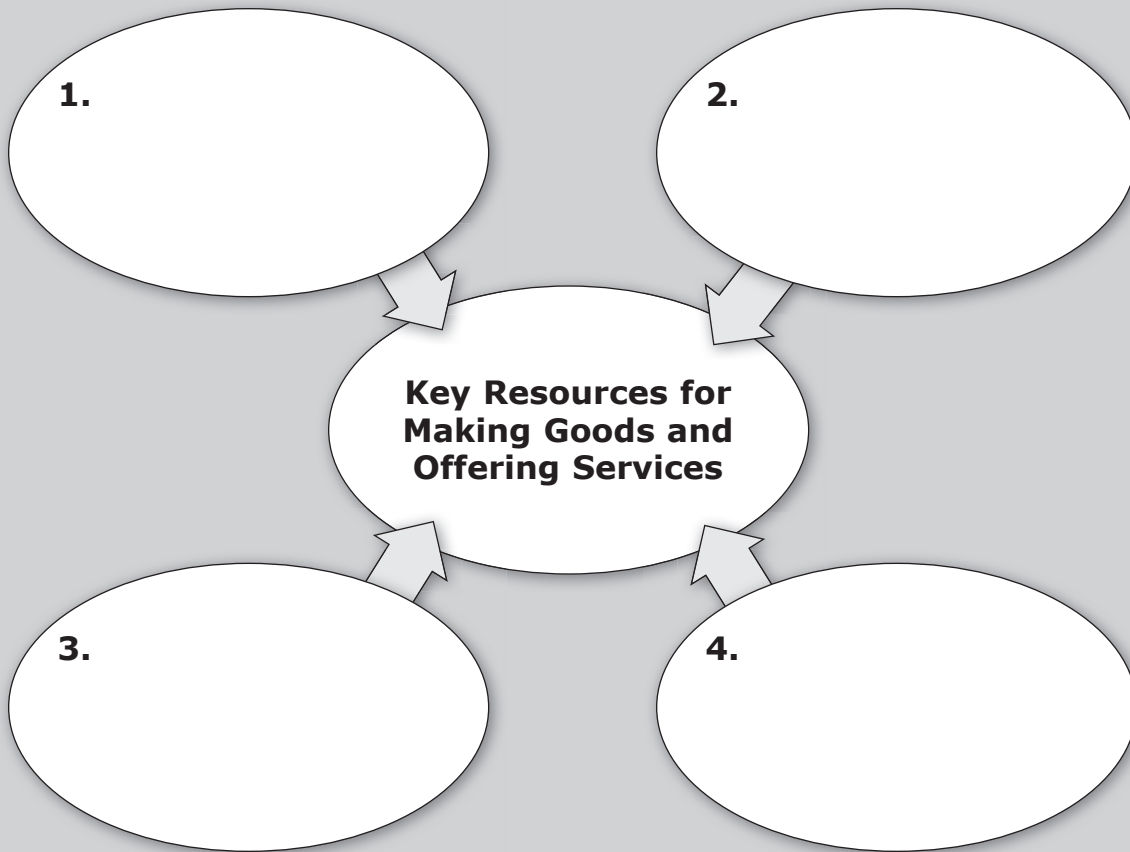 1.
2.
Key Resources for
Making Goods and
Offering Services
3.
4.